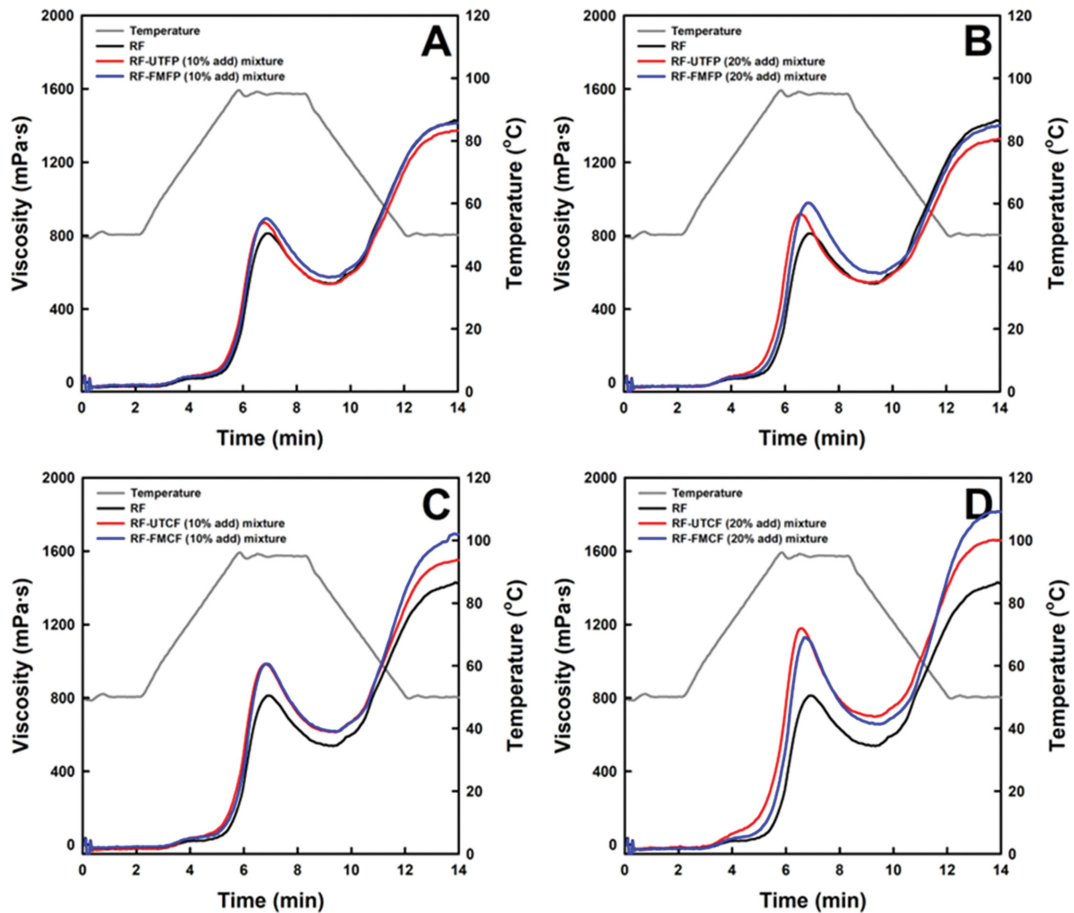 A
Temperature
RF
RF-UTFP (10% add) mixture
RF-FMFP (10% add) mixture
Viscosity (mPa·s)
2000
1600
1200
800
400
0
Temperature (°C)
120
100
80
60
40
20
0
0 2 4 6 8 10 12 14
Time (min)
B
Temperature
RF
RF-UTFP (20% add) mixture
RF-FMFP (20% add) mixture
Viscosity (mPa·s)
2000
1600
1200
800
400
0
Temperature (°C)
120
100
80
60
40
20
0
0 2 4 6 8 10 12 14
Time (min)
C
Temperature
RF
RF-UTCF (10% add) mixture
RF-FMCF (10% add) mixture
Viscosity (mPa·s)
2000
1600
1200
800
400
0
Temperature (°C)
120
100
80
60
40
20
0
0 2 4 6 8 10 12 14
Time (min)
D
Temperature
RF
RF-UTCF (20% add) mixture
RF-FMCF (20% add) mixture
Viscosity (mPa·s)
2000
1600
1200
800
400
0
Temperature (°C)
120
100
80
60
40
20
0
0 2 4 6 8 10 12 14
Time (min)